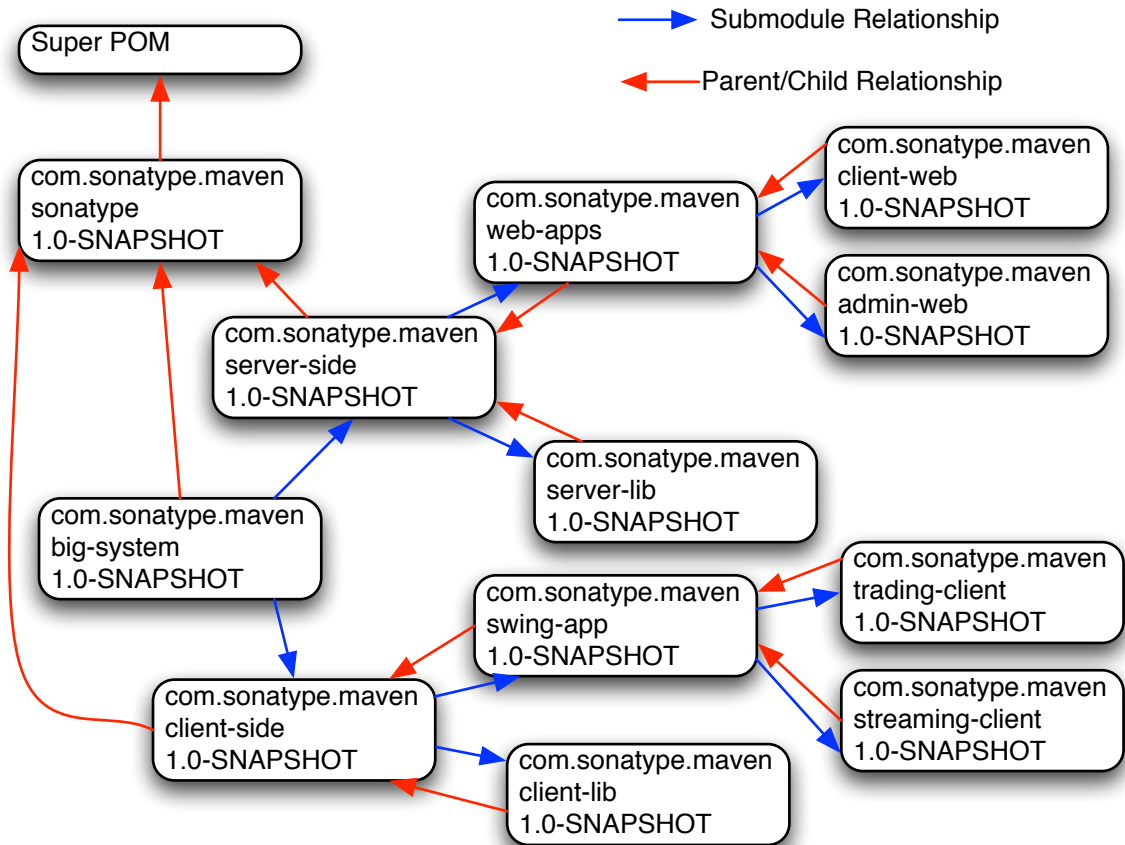 Submodule Relationship
Parent/Child Relationship
Super POM
com.sonatype.maven
sonatype
1.0-SNAPSHOT
com.sonatype.maven
web-apps
1.0-SNAPSHOT
com.sonatype.maven
client-web
1.0-SNAPSHOT
com.sonatype.maven
admin-web
1.0-SNAPSHOT
com.sonatype.maven
server-side
1.0-SNAPSHOT
com.sonatype.maven
server-lib
1.0-SNAPSHOT
com.sonatype.maven
big-system
1.0-SNAPSHOT
com.sonatype.maven
swing-app
1.0-SNAPSHOT
com.sonatype.maven
trading-client
1.0-SNAPSHOT
com.sonatype.maven
streaming-client
1.0-SNAPSHOT
com.sonatype.maven
client-side
1.0-SNAPSHOT
com.sonatype.maven
client-lib
1.0-SNAPSHOT